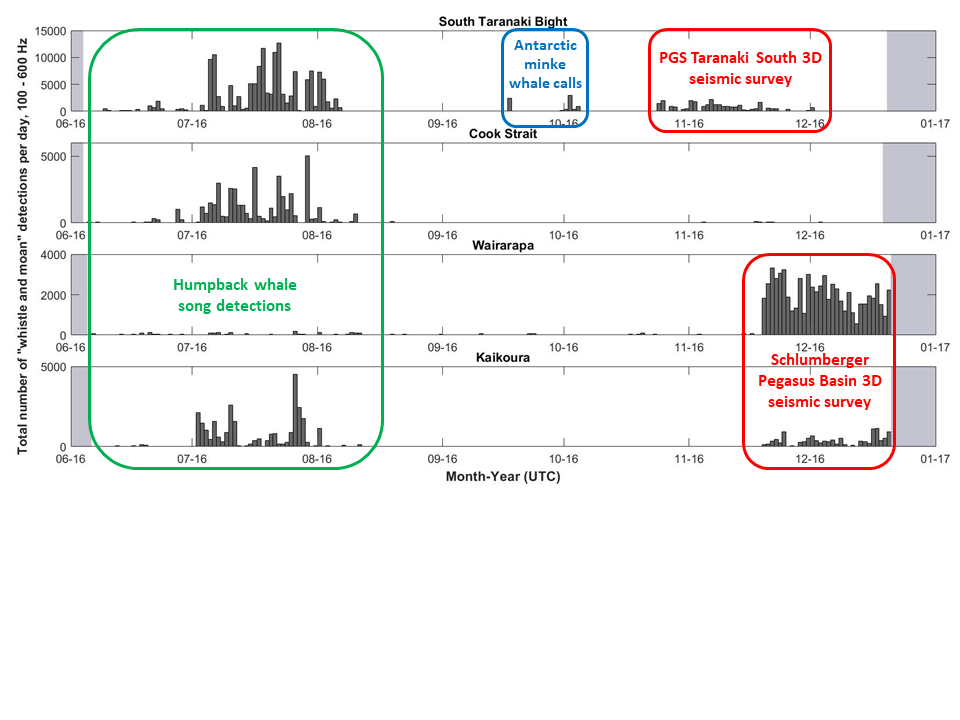 Total number of "whistle and moan" detections per day, 100 - 600 Hz
South Taranaki Bight
15000
10000
5000
0
06-16 07-16 08-16 09-16 10-16 11-16 12-16 01-17
Antarctic
minke
whale calls
PGS Taranaki South 3D
seismic survey
Cook Strait
5000
0
06-16 07-16 08-16 09-16 10-16 11-16 12-16 01-17
Wairarapa
4000
2000
0
06-16 07-16 08-16 09-16 10-16 11-16 12-16 01-17
Humpback whale
song detections
Kaikoura
5000
0
06-16 07-16 08-16 09-16 10-16 11-16 12-16 01-17
Schlumberger
Pegasus Basin 3D
seismic survey
Month-Year (UTC)